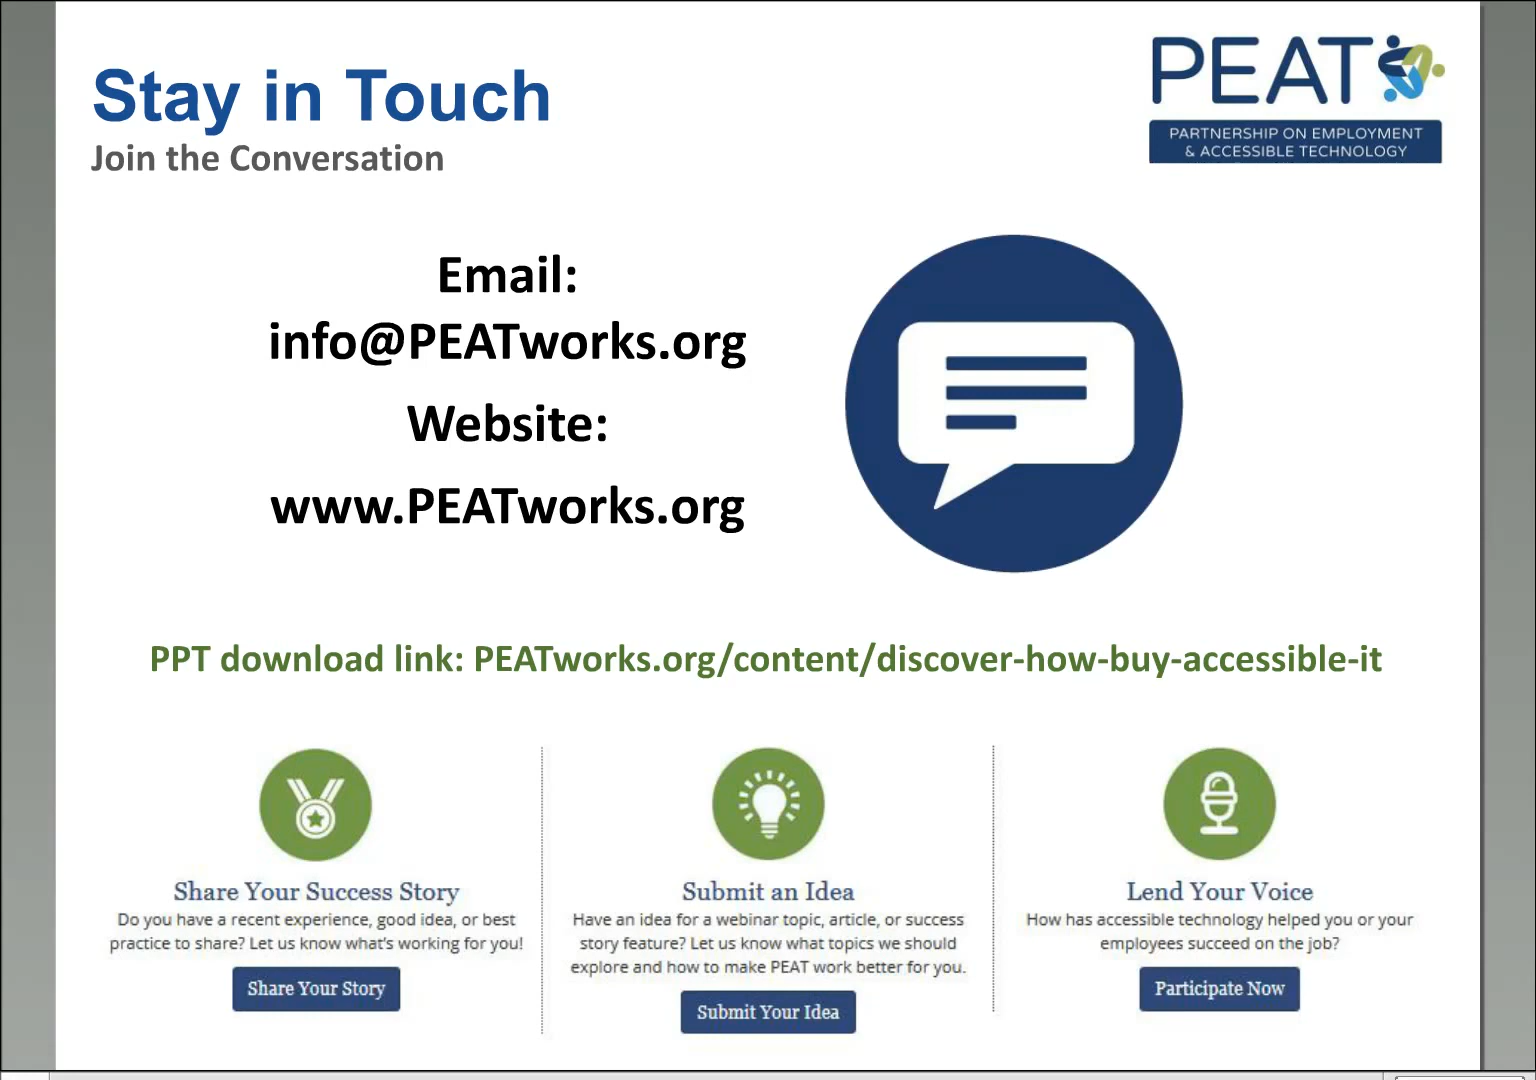 Stay in Touch
Join the Conversation
PEAT
PARTNERSHIP ON EMPLOYMENT
& ACCESSIBLE TECHNOLOGY
Email:
info@PEATworks.org
Website:
www.PEATworks.org
PPT download link: PEATworks.org/content/discover-how-buy-accessible-it
Share Your Success Story
Do you have a recent experience, good idea, or best
practice to share? Let us know what's working for you!
Share Your Story
Submit an Idea
Have an idea for a webinar topic, article, or success
story feature? Let us know what topics we should
explore and how to make PEAT work better for you.
Submit Your Idea
Lend Your Voice
How has accessible technology helped you or your
employees succeed on the job?
Participate Now